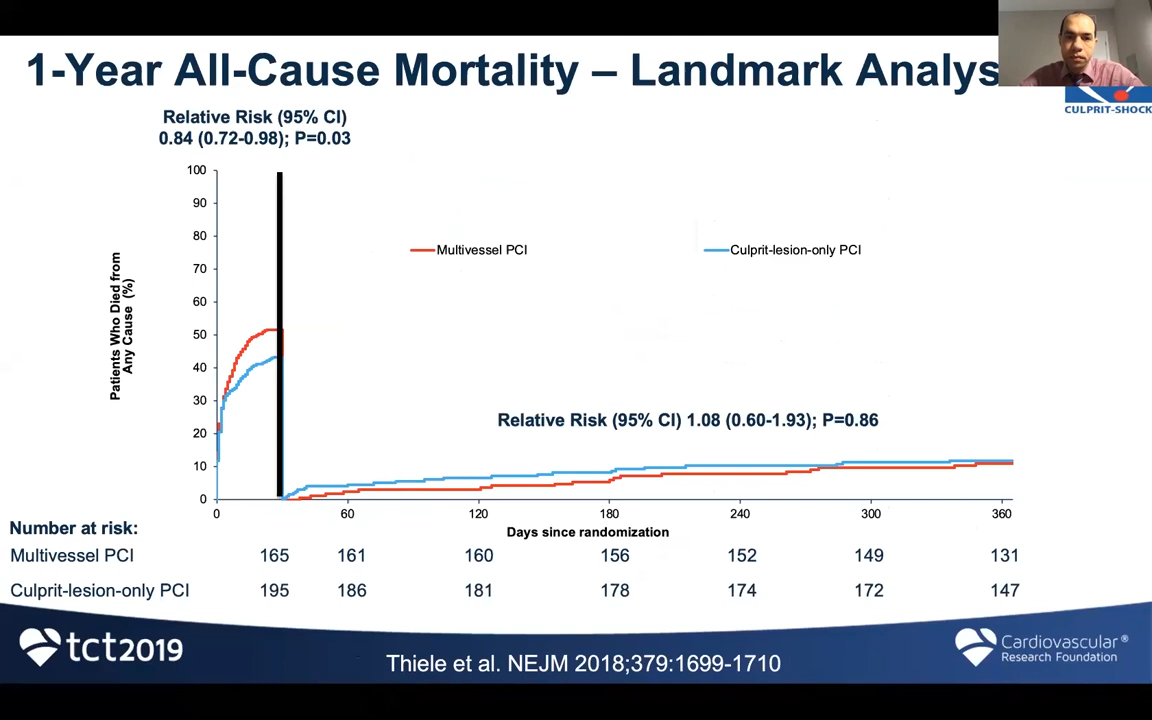 1-Year All-Cause Mortality – Landmark Analys
CULPRIT-SHOCK
Relative Risk (95% CI)
0.84 (0.72-0.98); P=0.03
100
90
80
70
60
50
40
30
20
10
0
Patients Who Died from
Any Cause (%)
Multivessel PCI
Culprit-lesion-only PCI
Relative Risk (95% CI) 1.08 (0.60-1.93); P=0.86
0 60 120 180 240 300 360
Days since randomization
Number at risk:
Multivessel PCI 165 161 160 156 152 149 131
Culprit-lesion-only PCI 195 186 181 178 174 172 147
tct2019
Thiele et al. NEJM 2018;379:1699-1710
Cardiovascular®
Research Foundation